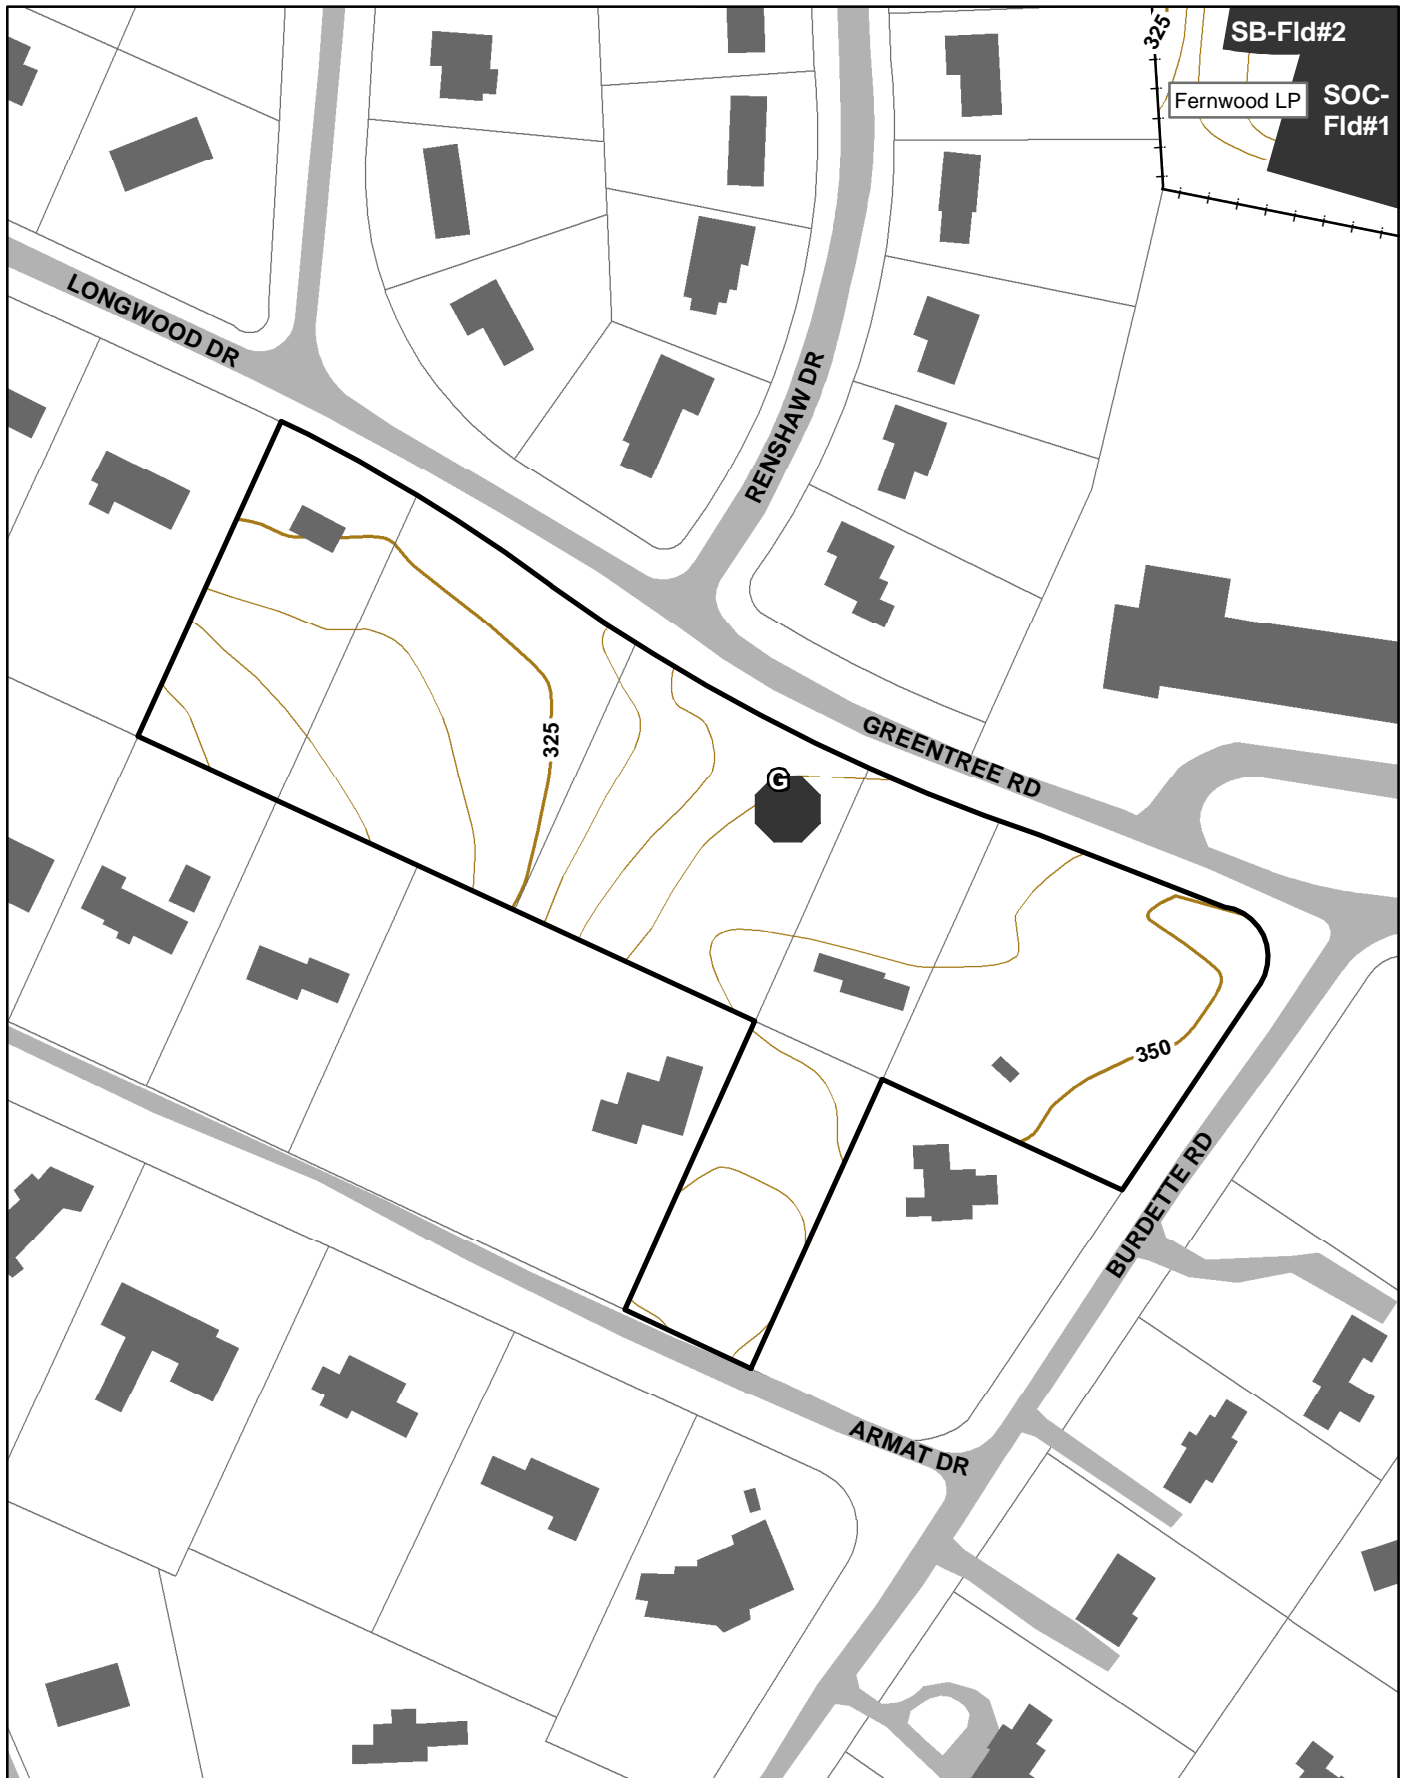 325
SB-Fld#2
Fernwood LP
SOC-
Fld#1
LONGWOOD DR
RENSHAW DR
325
GREENTREE RD
G
350
BURDETTE RD
ARMAT DR